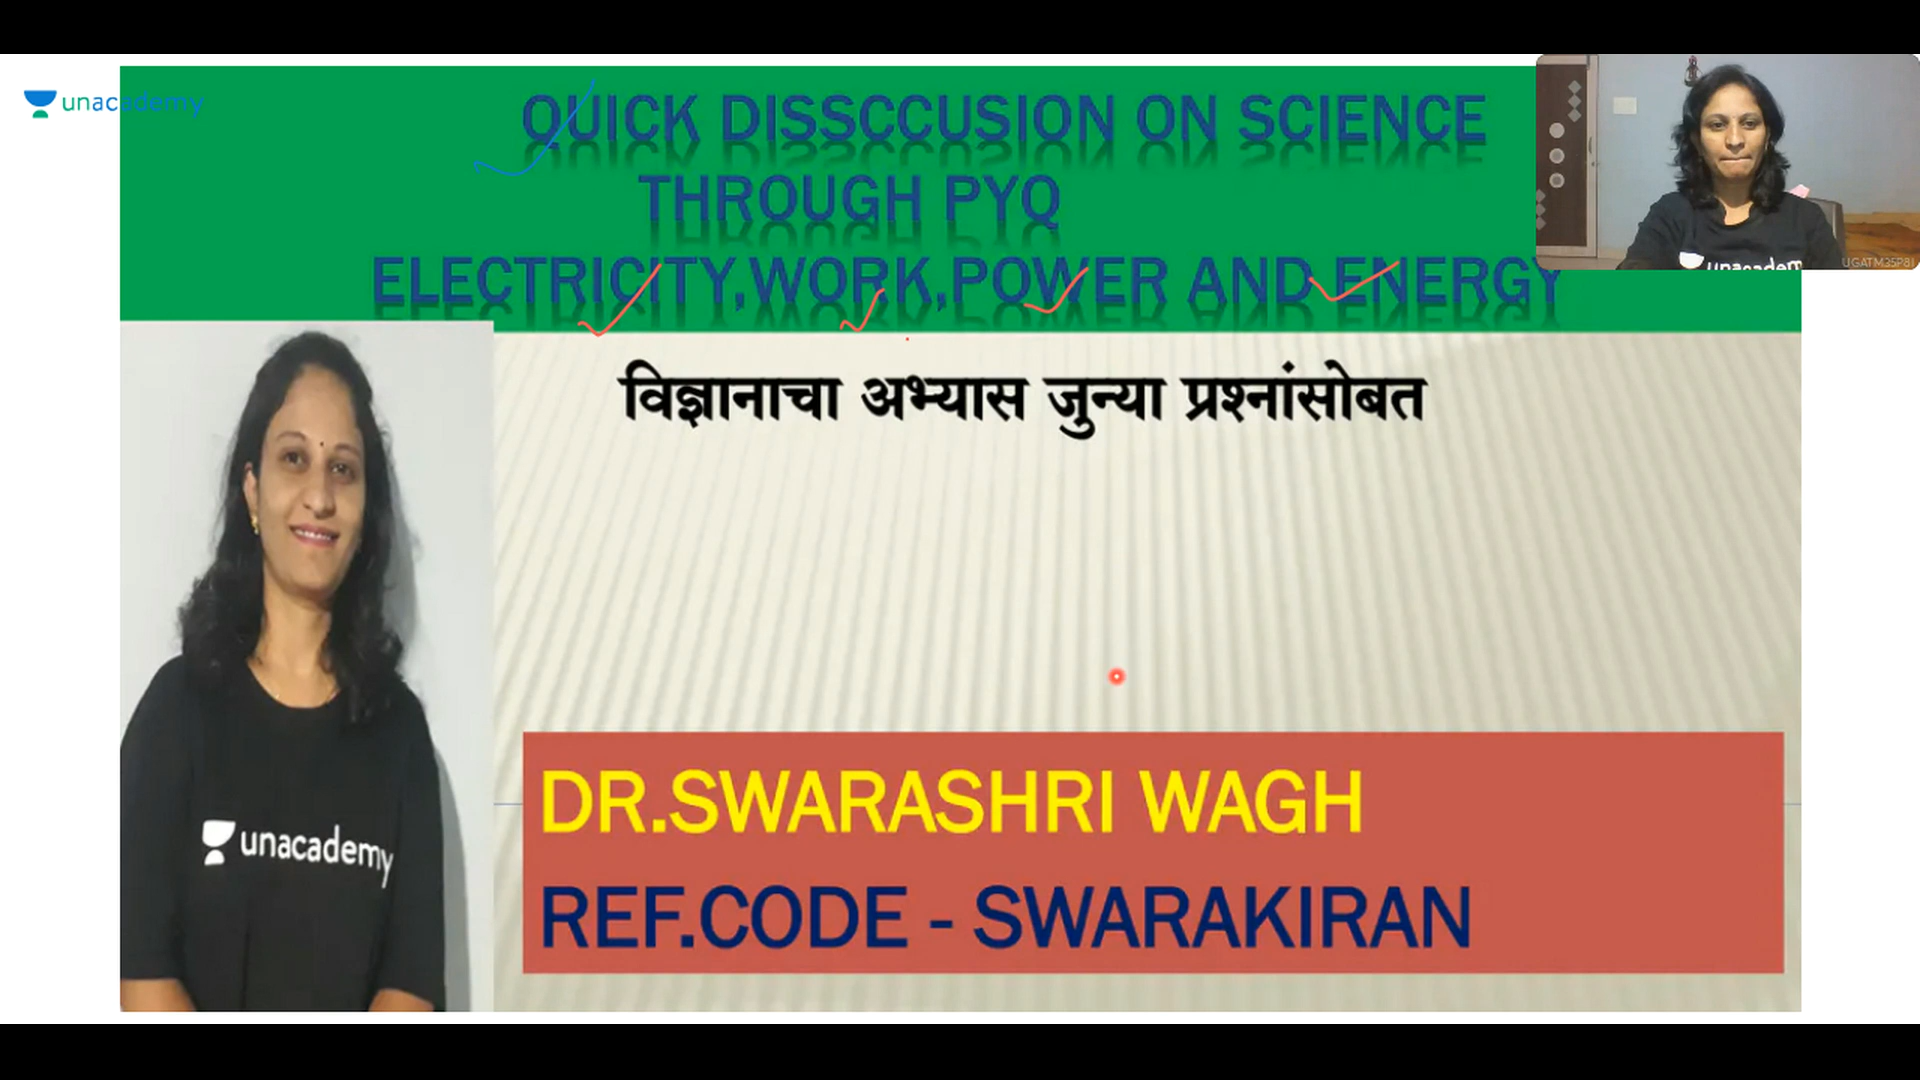 unacademy
QUICK DISSCCUSION ON SCIENCE
THROUGH PYQ
ELECTRICITY,WORK,POWER AND ENERGY
विज्ञानाचा अभ्यास जुन्या प्रश्नांसोबत
unacademy
DR.SWARASHRI WAGH
REF.CODE - SWARAKIRAN
unacademy
UGATM35P8I